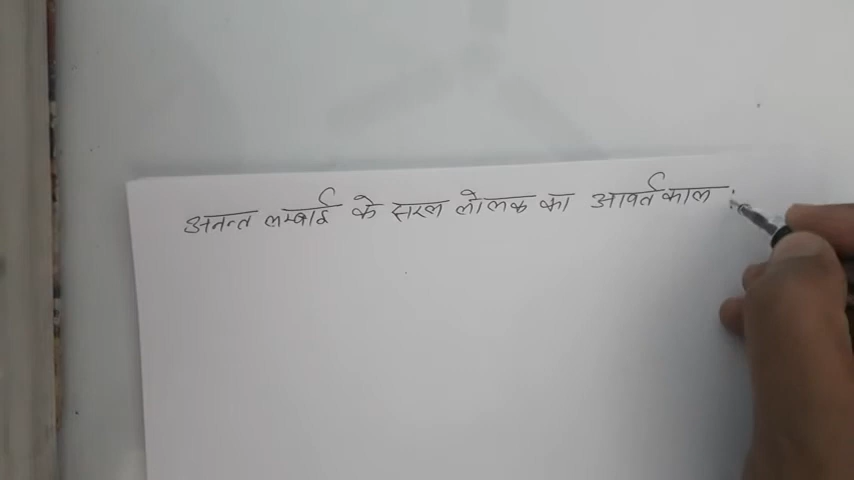 अनन्त लम्बाई के सरल लोलक का आवर्तकाल :